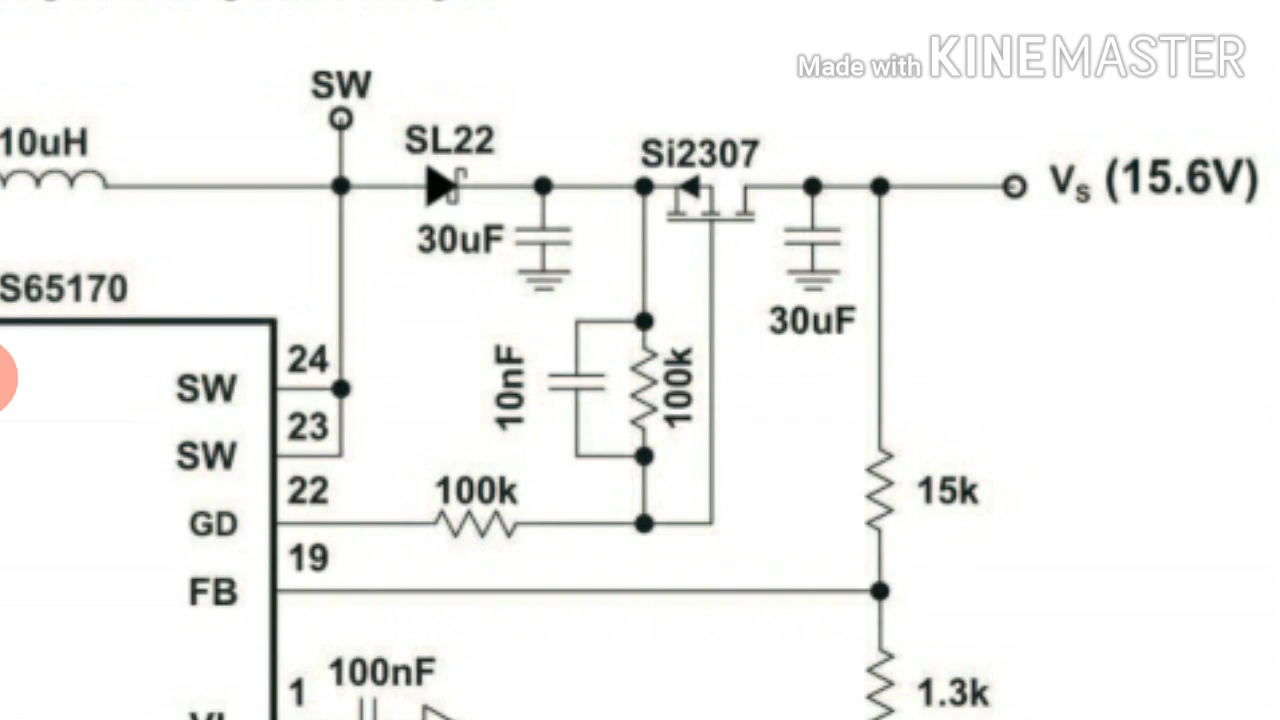 Made with KINEMASTER
SW
10uH
SL22
Si2307
Vs (15.6V)
30uF
S65170
30uF
24
SW
10nF
100k
23
SW
22
100k
15k
GD
19
FB
100nF
1
1.3k